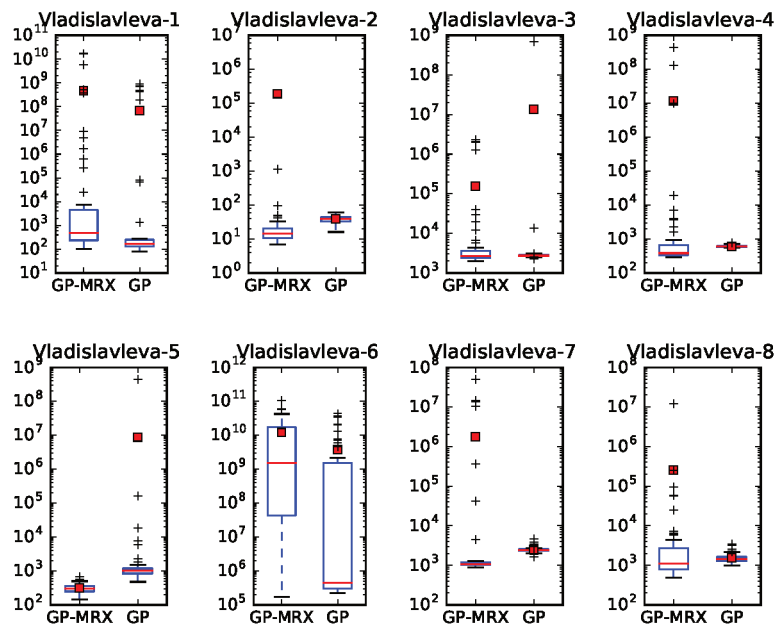 Vladislavleva-1 Vladislavleva-2 Vladislavleva-3 Vladislavleva-4
10^11 10^7 10^9 10^9
10^10 10^6 10^8 10^8
10^9 10^5 10^7 10^7
10^8 10^4 10^6 10^6
10^7 10^3 10^5 10^5
10^6 10^2 10^4 10^4
10^5 10^1 10^3 10^3
10^4 10^0 10^2
10^3
10^2
10^1
GP-MRX GP GP-MRX GP GP-MRX GP GP-MRX GP
Vladislavleva-5 Vladislavleva-6 Vladislavleva-7 Vladislavleva-8
10^9 10^12 10^8 10^8
10^8 10^11 10^7 10^7
10^7 10^10 10^6 10^6
10^6 10^9 10^5 10^5
10^5 10^8 10^4 10^4
10^4 10^7 10^3 10^3
10^3 10^6 10^2 10^2
10^2 10^5
GP-MRX GP GP-MRX GP GP-MRX GP GP-MRX GP